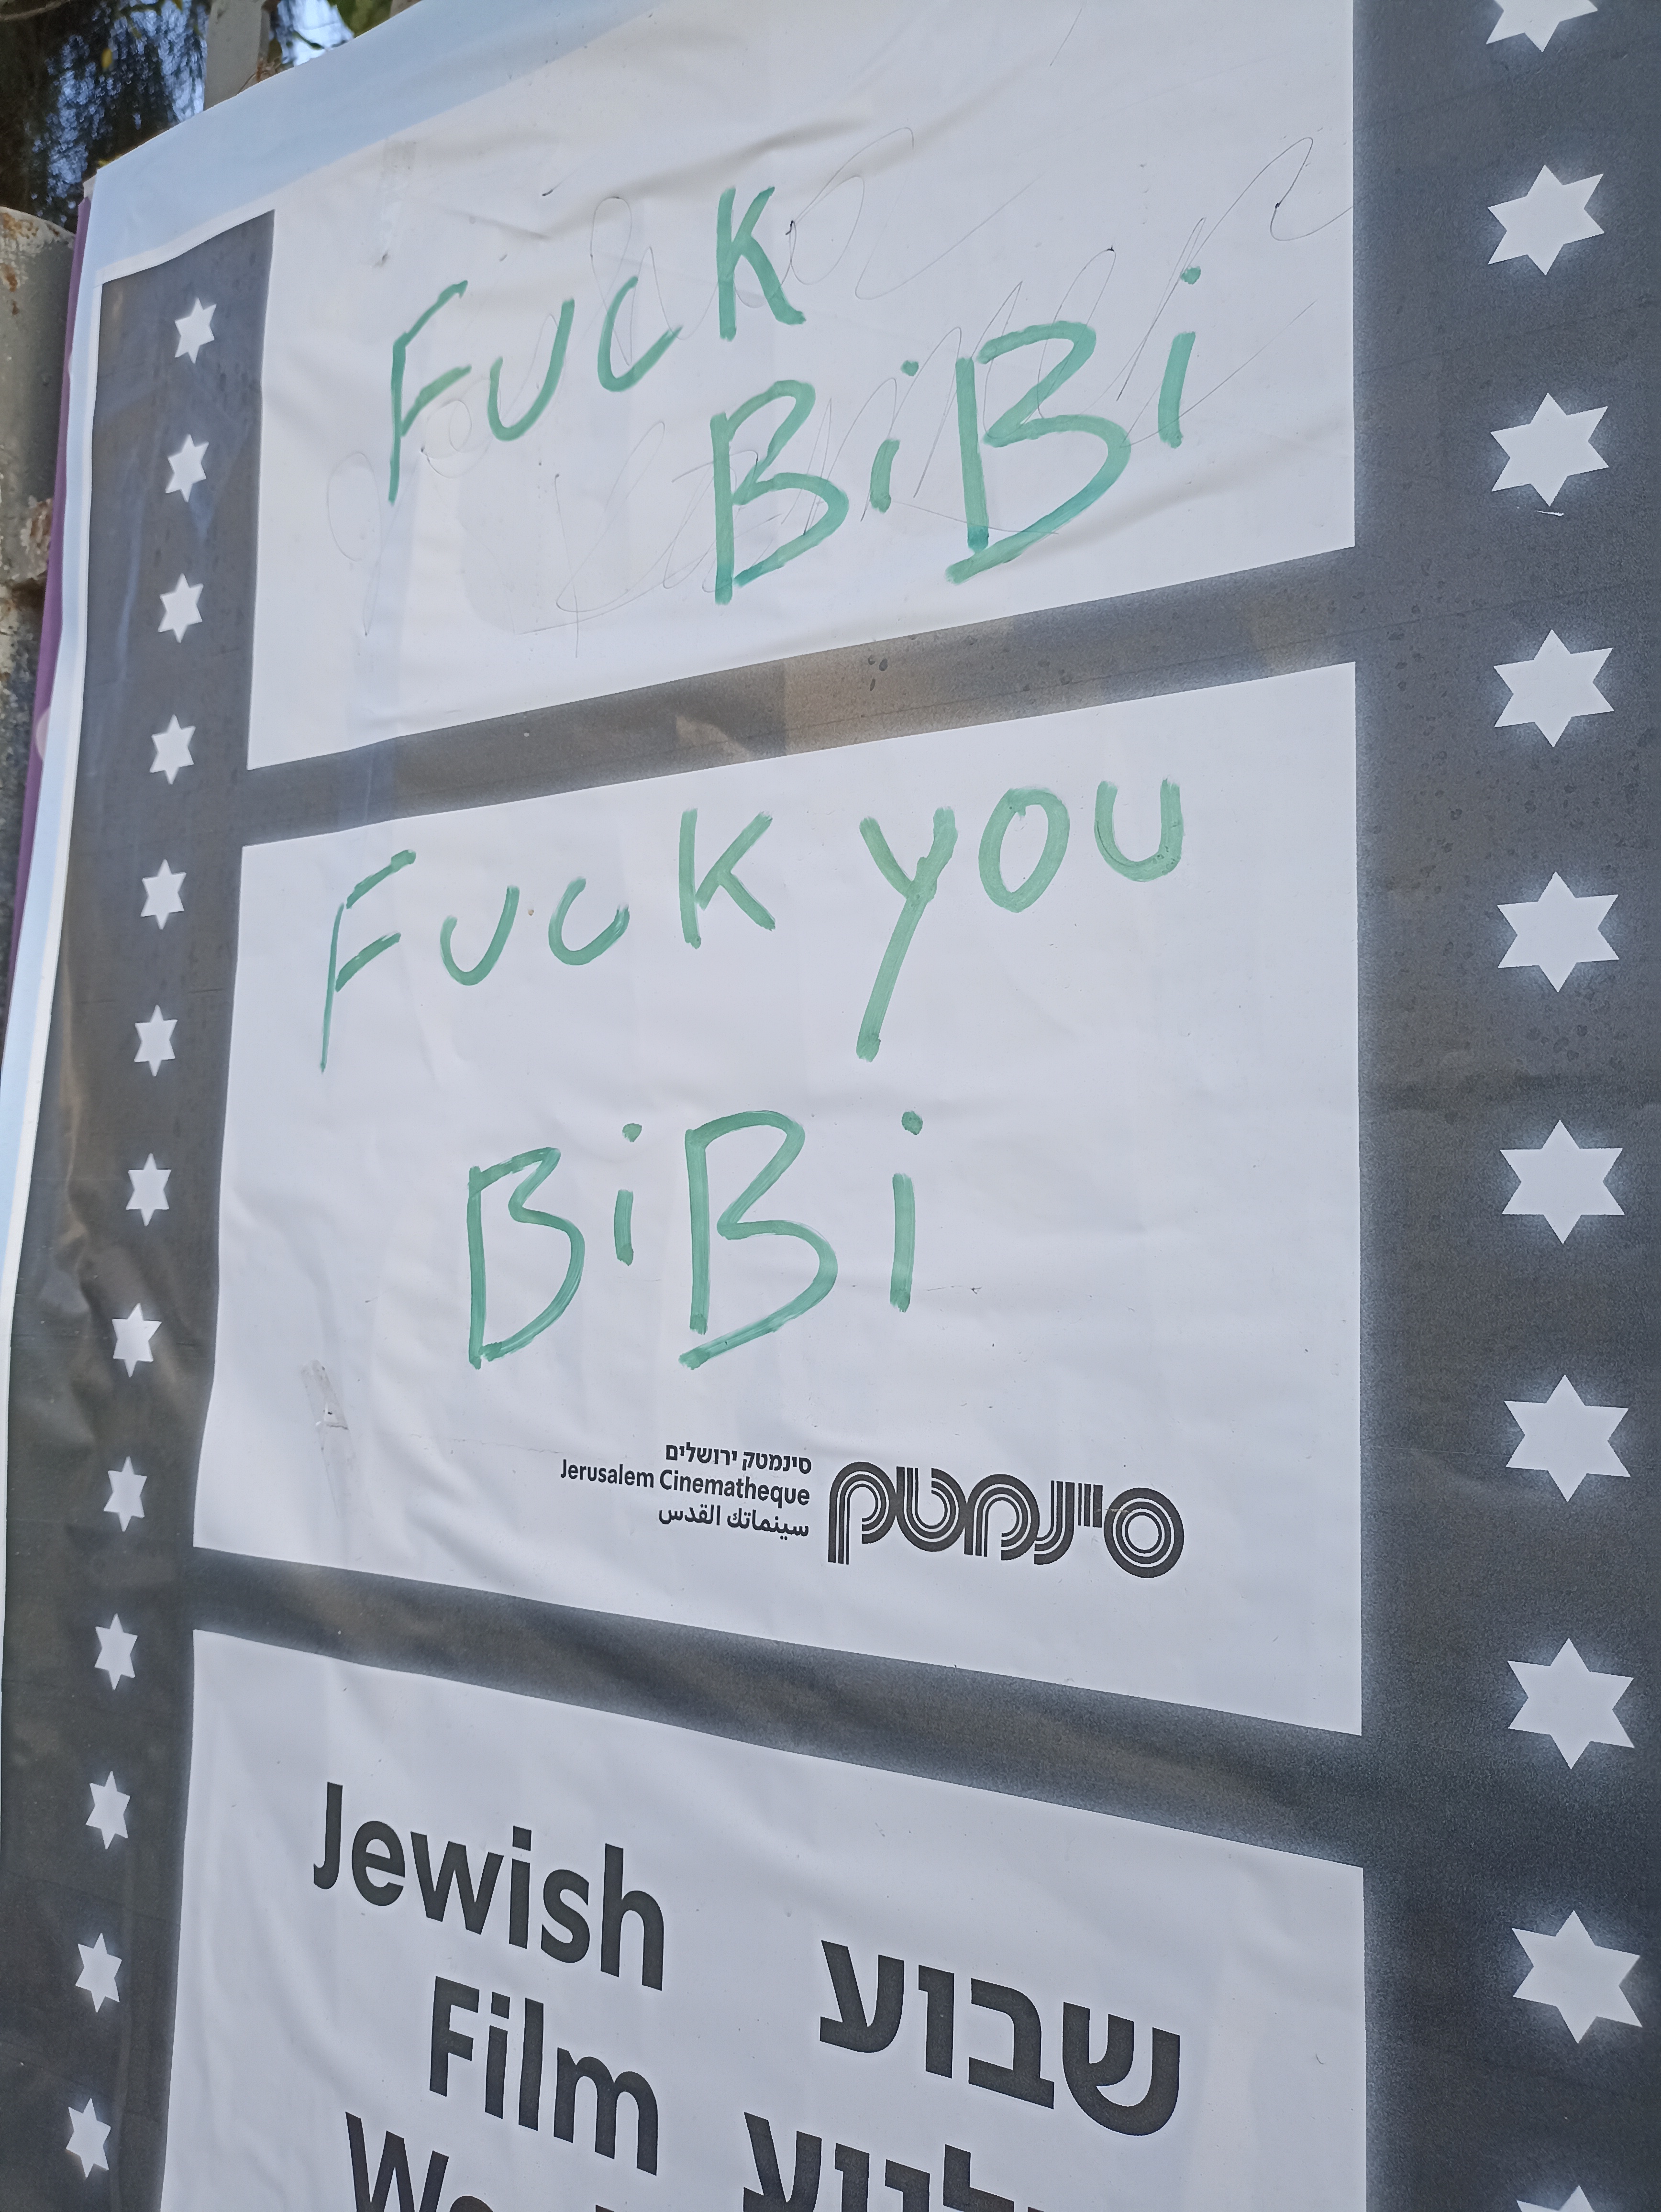 FUCK
BiBi
FUCK YOU
BiBi
סינמטק ירושלים
Jerusalem Cinematheque
سينماتك القدس
סינמטק
Jewish
Film
שבוע